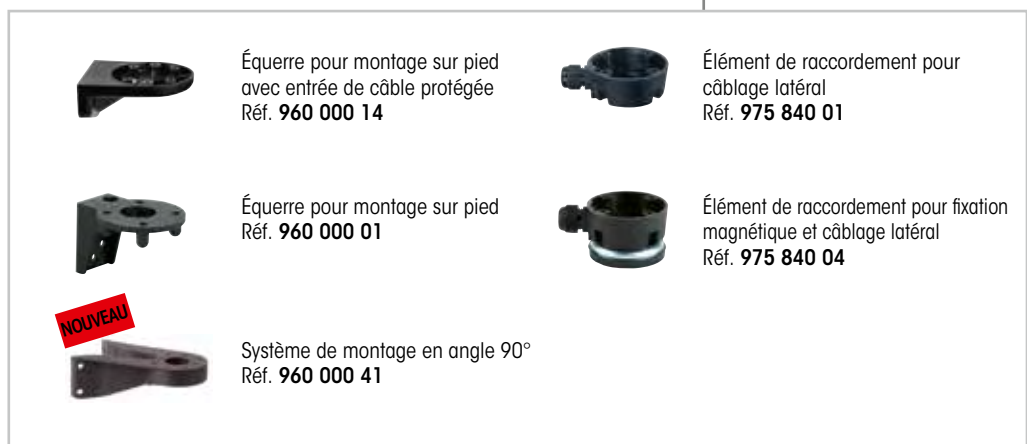 Équerre pour montage sur pied
avec entrée de câble protégée
Réf. 960 000 14
Élément de raccordement pour
câblage latéral
Réf. 975 840 01
Équerre pour montage sur pied
Réf. 960 000 01
Élément de raccordement pour fixation
magnétique et câblage latéral
Réf. 975 840 04
NOUVEAU
Système de montage en angle 90°
Réf. 960 000 41